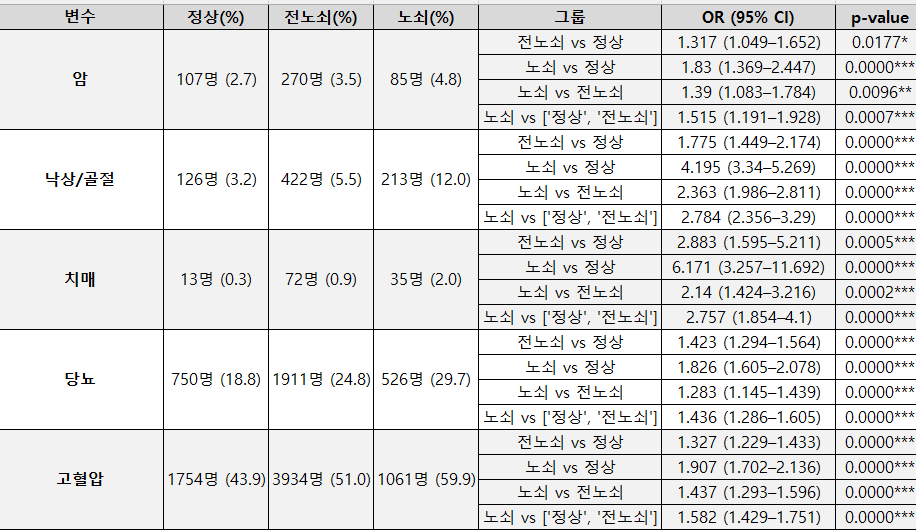 변수 정상(%) 전노쇠(%) 노쇠(%) 그룹 OR (95% CI) p-value
암 107명 (2.7) 270명 (3.5) 85명 (4.8) 전노쇠 vs 정상 1.317 (1.049–1.652) 0.0177*
노쇠 vs 정상 1.83 (1.369–2.447) 0.0000***
노쇠 vs 전노쇠 1.39 (1.083–1.784) 0.0096**
노쇠 vs ['정상', '전노쇠'] 1.515 (1.191–1.928) 0.0007***
낙상/골절 126명 (3.2) 422명 (5.5) 213명 (12.0) 전노쇠 vs 정상 1.775 (1.449–2.174) 0.0000***
노쇠 vs 정상 4.195 (3.34–5.269) 0.0000***
노쇠 vs 전노쇠 2.363 (1.986–2.811) 0.0000***
노쇠 vs ['정상', '전노쇠'] 2.784 (2.356–3.29) 0.0000***
치매 13명 (0.3) 72명 (0.9) 35명 (2.0) 전노쇠 vs 정상 2.883 (1.595–5.211) 0.0005***
노쇠 vs 정상 6.171 (3.257–11.692) 0.0000***
노쇠 vs 전노쇠 2.14 (1.424–3.216) 0.0002***
노쇠 vs ['정상', '전노쇠'] 2.757 (1.854–4.1) 0.0000***
당뇨 750명 (18.8) 1911명 (24.8) 526명 (29.7) 전노쇠 vs 정상 1.423 (1.294–1.564) 0.0000***
노쇠 vs 정상 1.826 (1.605–2.078) 0.0000***
노쇠 vs 전노쇠 1.283 (1.145–1.439) 0.0000***
노쇠 vs ['정상', '전노쇠'] 1.436 (1.286–1.605) 0.0000***
고혈압 1754명 (43.9) 3934명 (51.0) 1061명 (59.9) 전노쇠 vs 정상 1.327 (1.229–1.433) 0.0000***
노쇠 vs 정상 1.907 (1.702–2.136) 0.0000***
노쇠 vs 전노쇠 1.437 (1.293–1.596) 0.0000***
노쇠 vs ['정상', '전노쇠'] 1.582 (1.429–1.751) 0.0000***